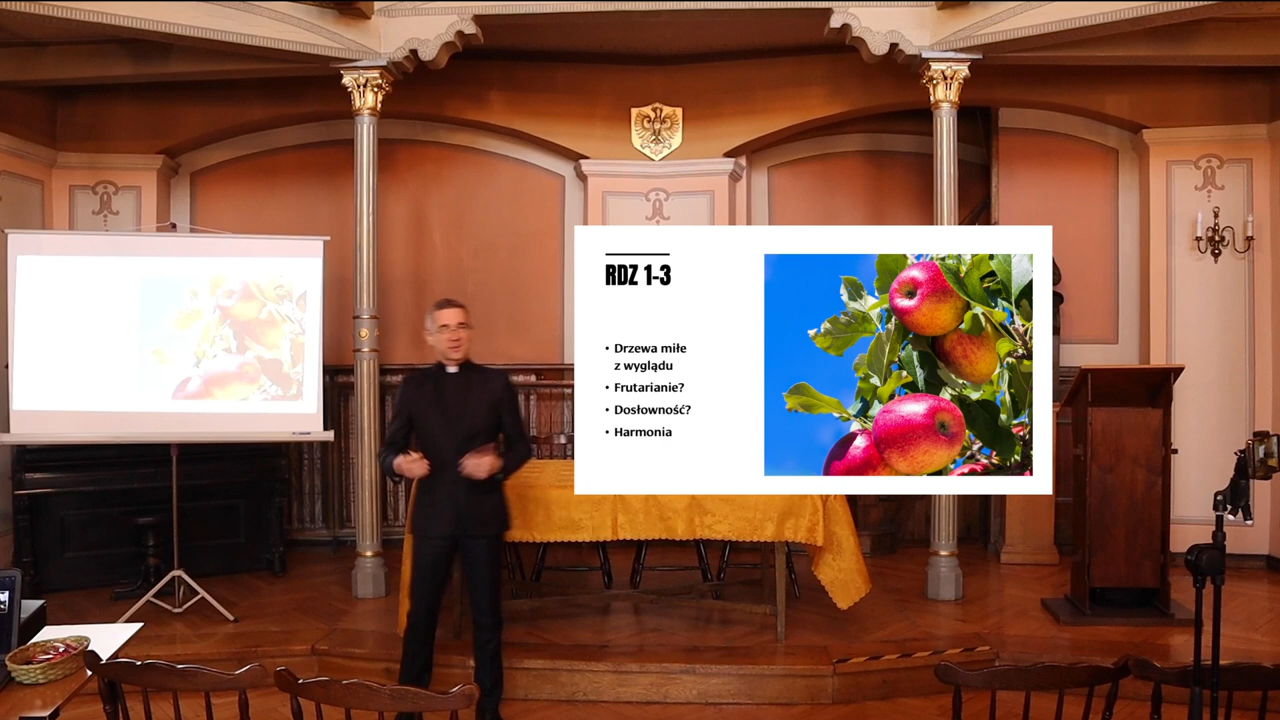 RDZ 1-3
• Drzewa miłe
z wyglądu
• Frutarianie?
• Dosłowność?
• Harmonia